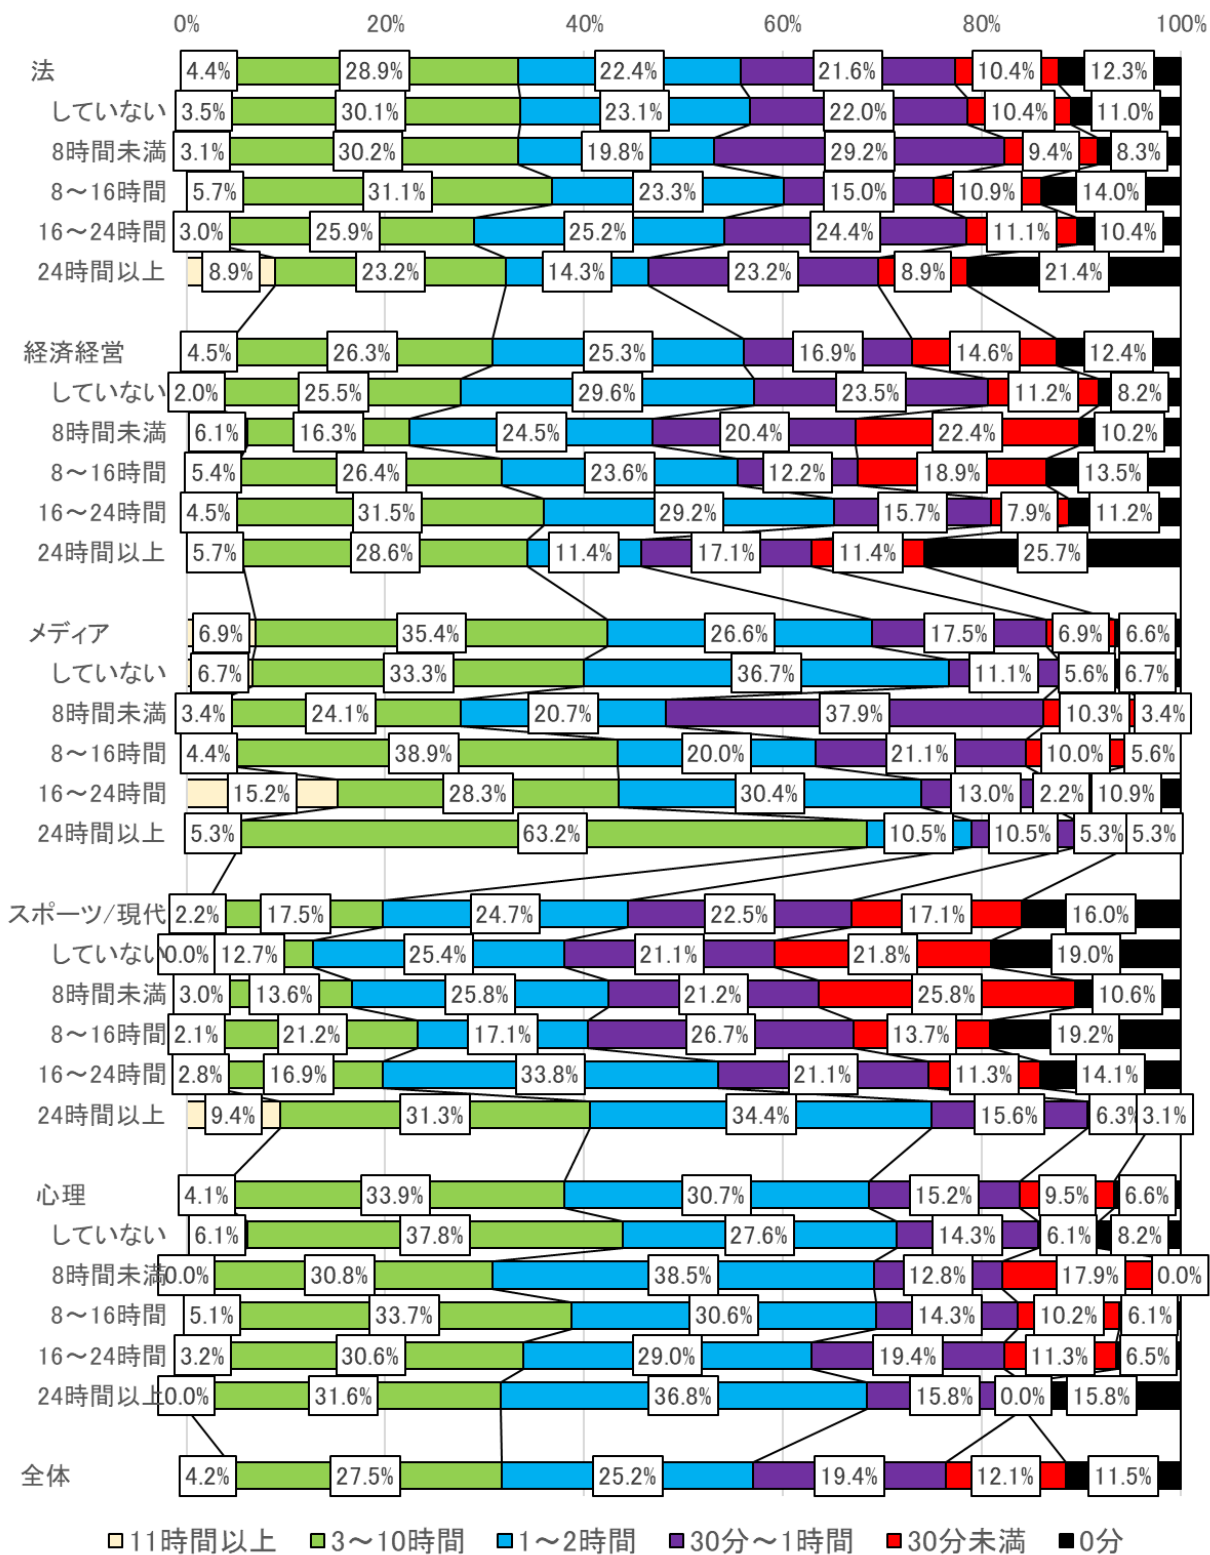 0% 20% 40% 60% 80% 100%
法 4.4% 28.9% 22.4% 21.6% 10.4% 12.3%
していない 3.5% 30.1% 23.1% 22.0% 10.4% 11.0%
8時間未満 3.1% 30.2% 19.8% 29.2% 9.4% 8.3%
8～16時間 5.7% 31.1% 23.3% 15.0% 10.9% 14.0%
16～24時間 3.0% 25.9% 25.2% 24.4% 11.1% 10.4%
24時間以上 8.9% 23.2% 14.3% 23.2% 8.9% 21.4%
経済経営 4.5% 26.3% 25.3% 16.9% 14.6% 12.4%
していない 2.0% 25.5% 29.6% 23.5% 11.2% 8.2%
8時間未満 6.1% 16.3% 24.5% 20.4% 22.4% 10.2%
8～16時間 5.4% 26.4% 23.6% 12.2% 18.9% 13.5%
16～24時間 4.5% 31.5% 29.2% 15.7% 7.9% 11.2%
24時間以上 5.7% 28.6% 11.4% 17.1% 11.4% 25.7%
メディア 6.9% 35.4% 26.6% 17.5% 6.9% 6.6%
していない 6.7% 33.3% 36.7% 11.1% 5.6% 6.7%
8時間未満 3.4% 24.1% 20.7% 37.9% 10.3% 3.4%
8～16時間 4.4% 38.9% 20.0% 21.1% 10.0% 5.6%
16～24時間 15.2% 28.3% 30.4% 13.0% 2.2% 10.9%
24時間以上 5.3% 63.2% 10.5% 10.5% 5.3% 5.3%
スポーツ/現代 2.2% 17.5% 24.7% 22.5% 17.1% 16.0%
していない 0.0% 12.7% 25.4% 21.1% 21.8% 19.0%
8時間未満 3.0% 13.6% 25.8% 21.2% 25.8% 10.6%
8～16時間 2.1% 21.2% 17.1% 26.7% 13.7% 19.2%
16～24時間 2.8% 16.9% 33.8% 21.1% 11.3% 14.1%
24時間以上 9.4% 31.3% 34.4% 15.6% 6.3% 3.1%
心理 4.1% 33.9% 30.7% 15.2% 9.5% 6.6%
していない 6.1% 37.8% 27.6% 14.3% 6.1% 8.2%
8時間未満 0.0% 30.8% 38.5% 12.8% 17.9% 0.0%
8～16時間 5.1% 33.7% 30.6% 14.3% 10.2% 6.1%
16～24時間 3.2% 30.6% 29.0% 19.4% 11.3% 6.5%
24時間以上 0.0% 31.6% 36.8% 15.8% 0.0% 15.8%
全体 4.2% 27.5% 25.2% 19.4% 12.1% 11.5%
11時間以上 3～10時間 1～2時間 30分～1時間 30分未満 0分